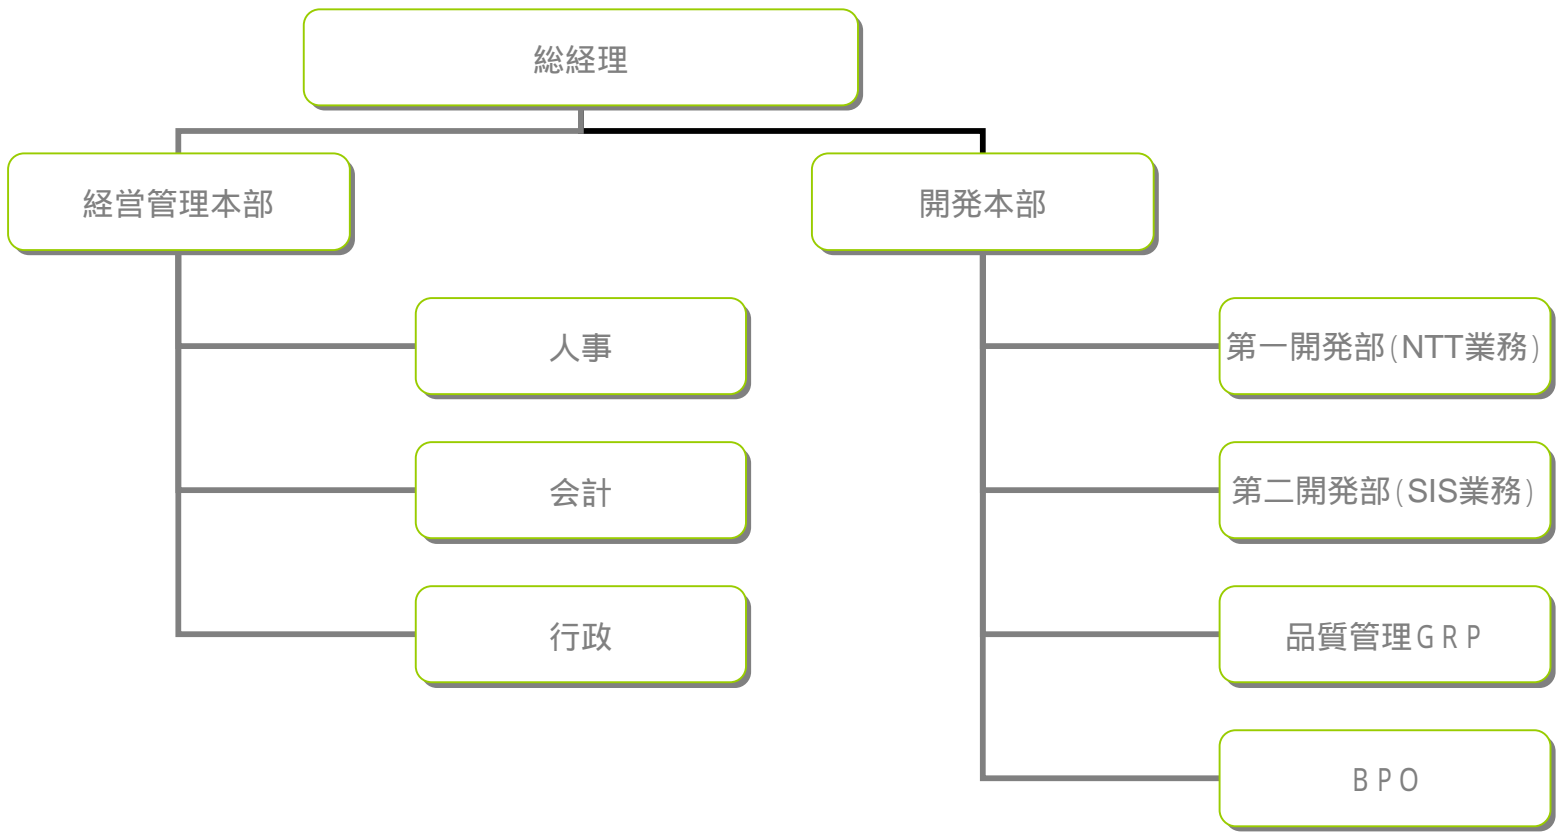 総経理
経営管理本部
開発本部
人事
第一開発部(NTT業務)
会計
第二開発部(SIS業務)
行政
品質管理GRP
BPO